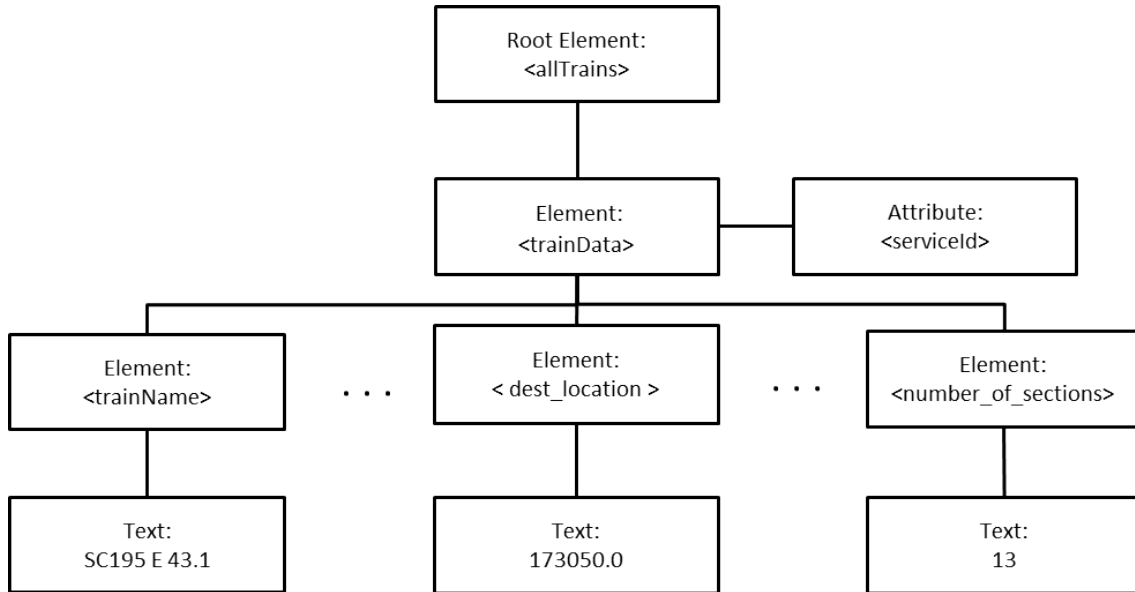 Root Element:
<allTrains>
Element:
<trainData>
Attribute:
<serviceId>
Element:
<trainName>
. . .
Element:
< dest_location >
. . .
Element:
<number_of_sections>
Text:
SC195 E 43.1
Text:
173050.0
Text:
13